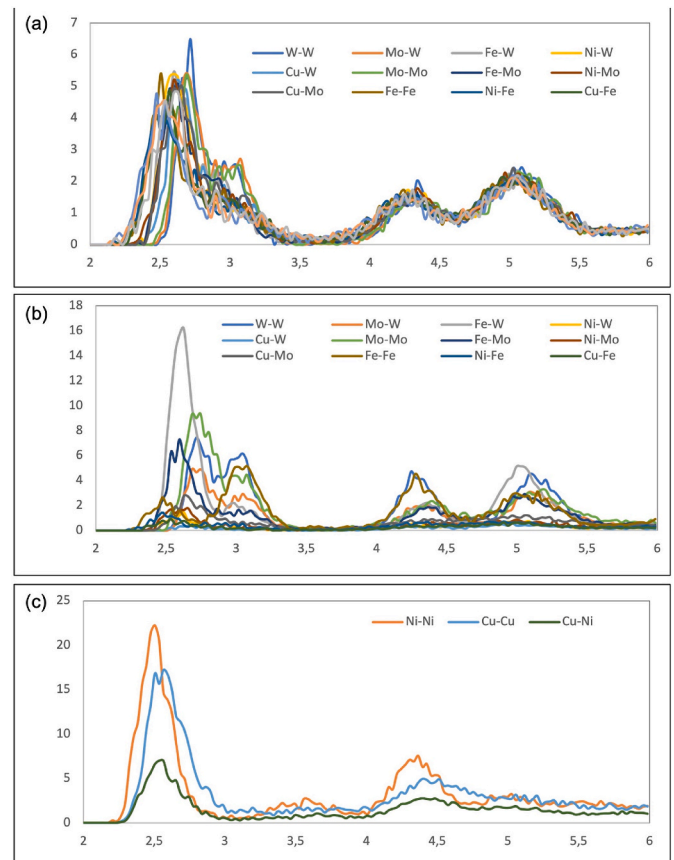 (a)
7
6
5
4
3
2
1
0
W-W Mo-W Fe-W Ni-W
Cu-W Mo-Mo Fe-Mo Ni-Mo
Cu-Mo Fe-Fe Ni-Fe Cu-Fe
2 2,5 3 3,5 4 4,5 5 5,5 6
(b)
18
16
14
12
10
8
6
4
2
0
W-W Mo-W Fe-W Ni-W
Cu-W Mo-Mo Fe-Mo Ni-Mo
Cu-Mo Fe-Fe Ni-Fe Cu-Fe
2 2,5 3 3,5 4 4,5 5 5,5 6
(c)
25
20
15
10
5
0
Ni-Ni Cu-Cu Cu-Ni
2 2,5 3 3,5 4 4,5 5 5,5 6